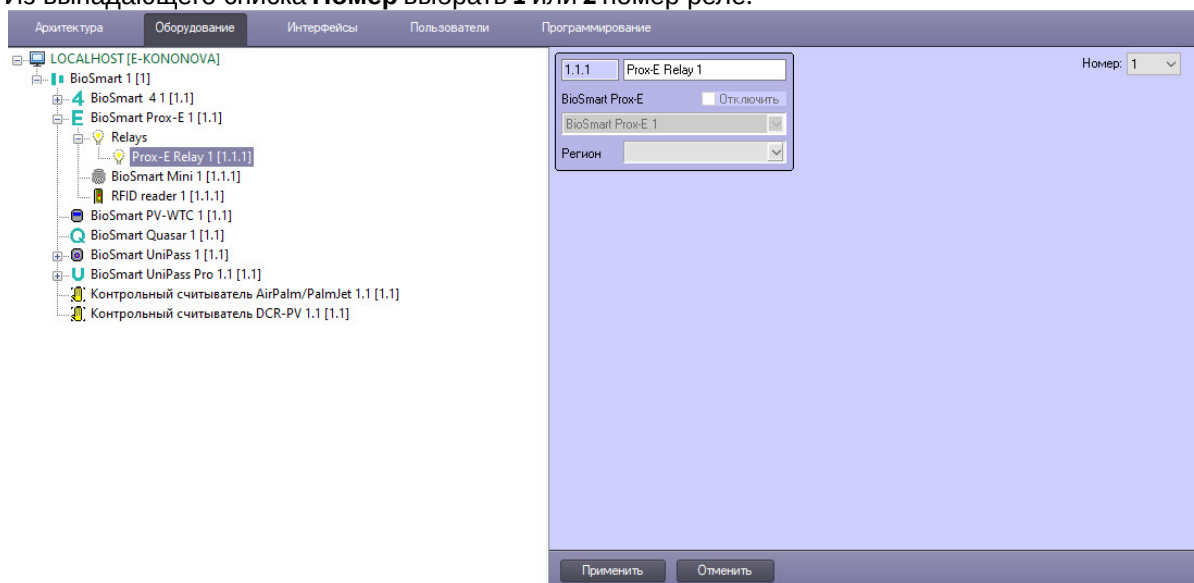 Из выпадающего списка Номер выбрать 1 или 2 номер реле.
Архитектура Оборудование Интерфейсы Пользователи Программирование
LOCALHOST [E-KONONOVA]
BioSmart 1 [1]
BioSmart 4 1 [1.1]
BioSmart Prox-E 1 [1.1]
Relays
Prox-E Relay 1 [1.1.1]
BioSmart Mini 1 [1.1.1]
RFID reader 1 [1.1.1]
BioSmart PV-WTC 1 [1.1]
BioSmart Quasar 1 [1.1]
BioSmart UniPass 1 [1.1]
BioSmart UniPass Pro 1.1 [1.1]
Контрольный считыватель AirPalm/PalmJet 1.1 [1.1]
Контрольный считыватель DCR-PV 1.1 [1.1]
1.1.1 Prox-E Relay 1
BioSmart Prox-E Отключить
BioSmart Prox-E 1
Регион
Номер: 1
Применить Отменить